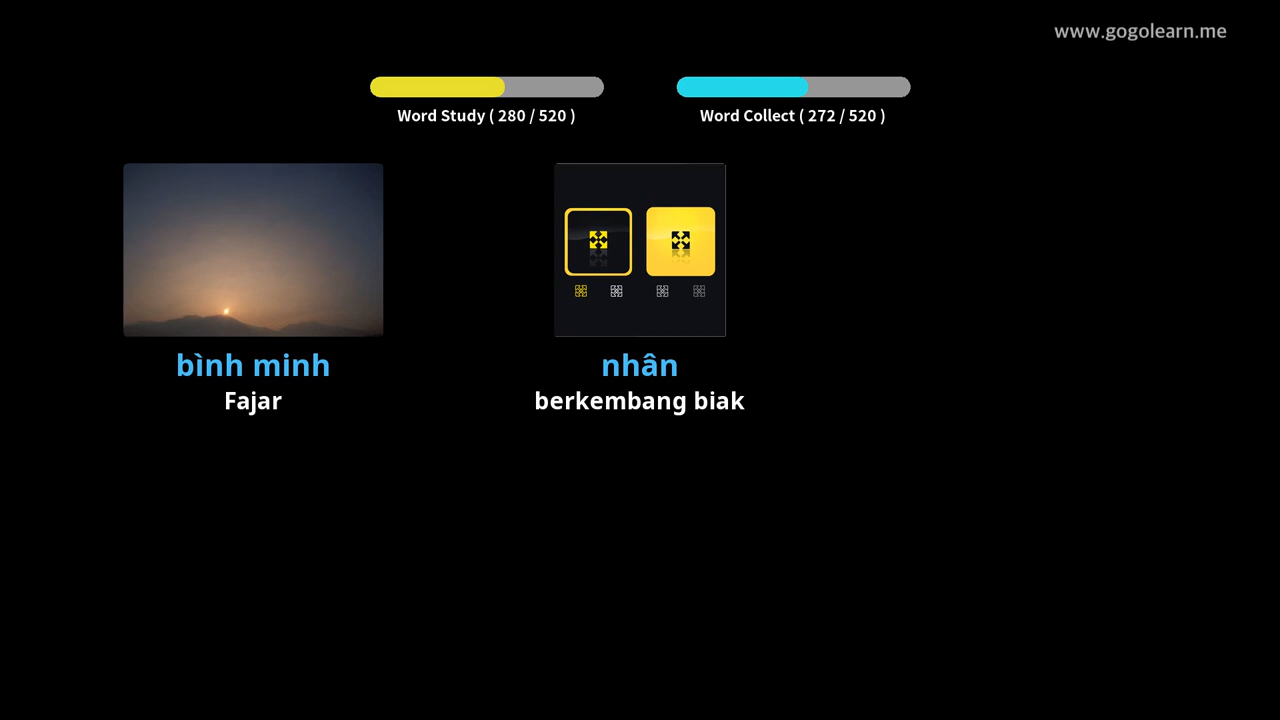 www.gogolearn.me
Word Study ( 280 / 520 )
Word Collect ( 272 / 520 )
bình minh
Fajar
nhân
berkembang biak